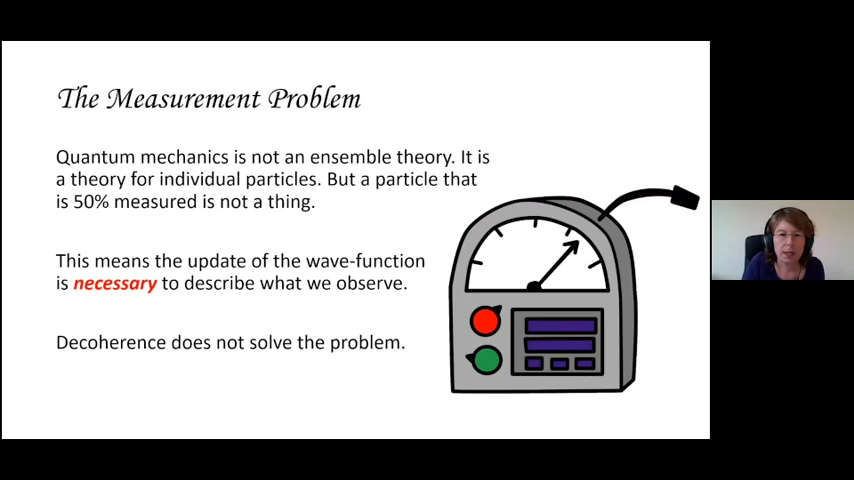 The Measurement Problem
Quantum mechanics is not an ensemble theory. It is
a theory for individual particles. But a particle that
is 50% measured is not a thing.
This means the update of the wave-function
is necessary to describe what we observe.
Decoherence does not solve the problem.